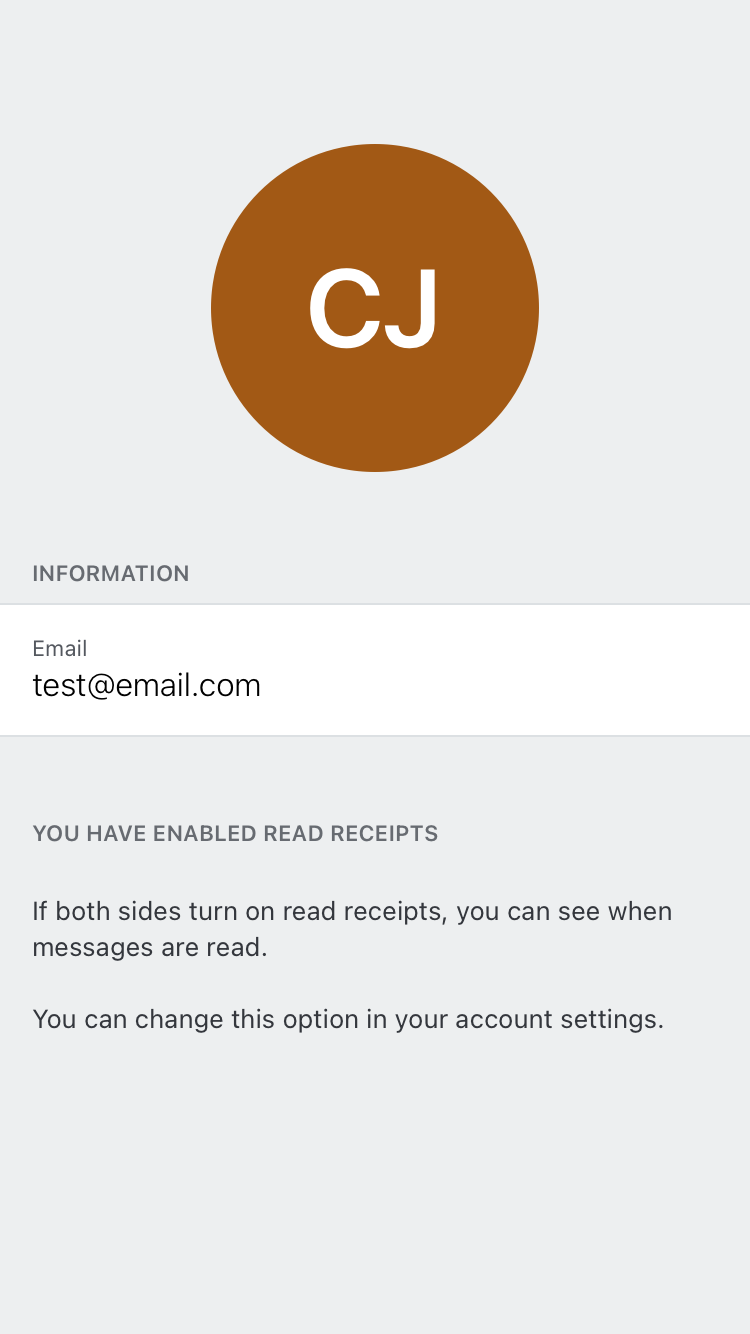 CJ
INFORMATION
Email
test@email.com
YOU HAVE ENABLED READ RECEIPTS
If both sides turn on read receipts, you can see when
messages are read.
You can change this option in your account settings.